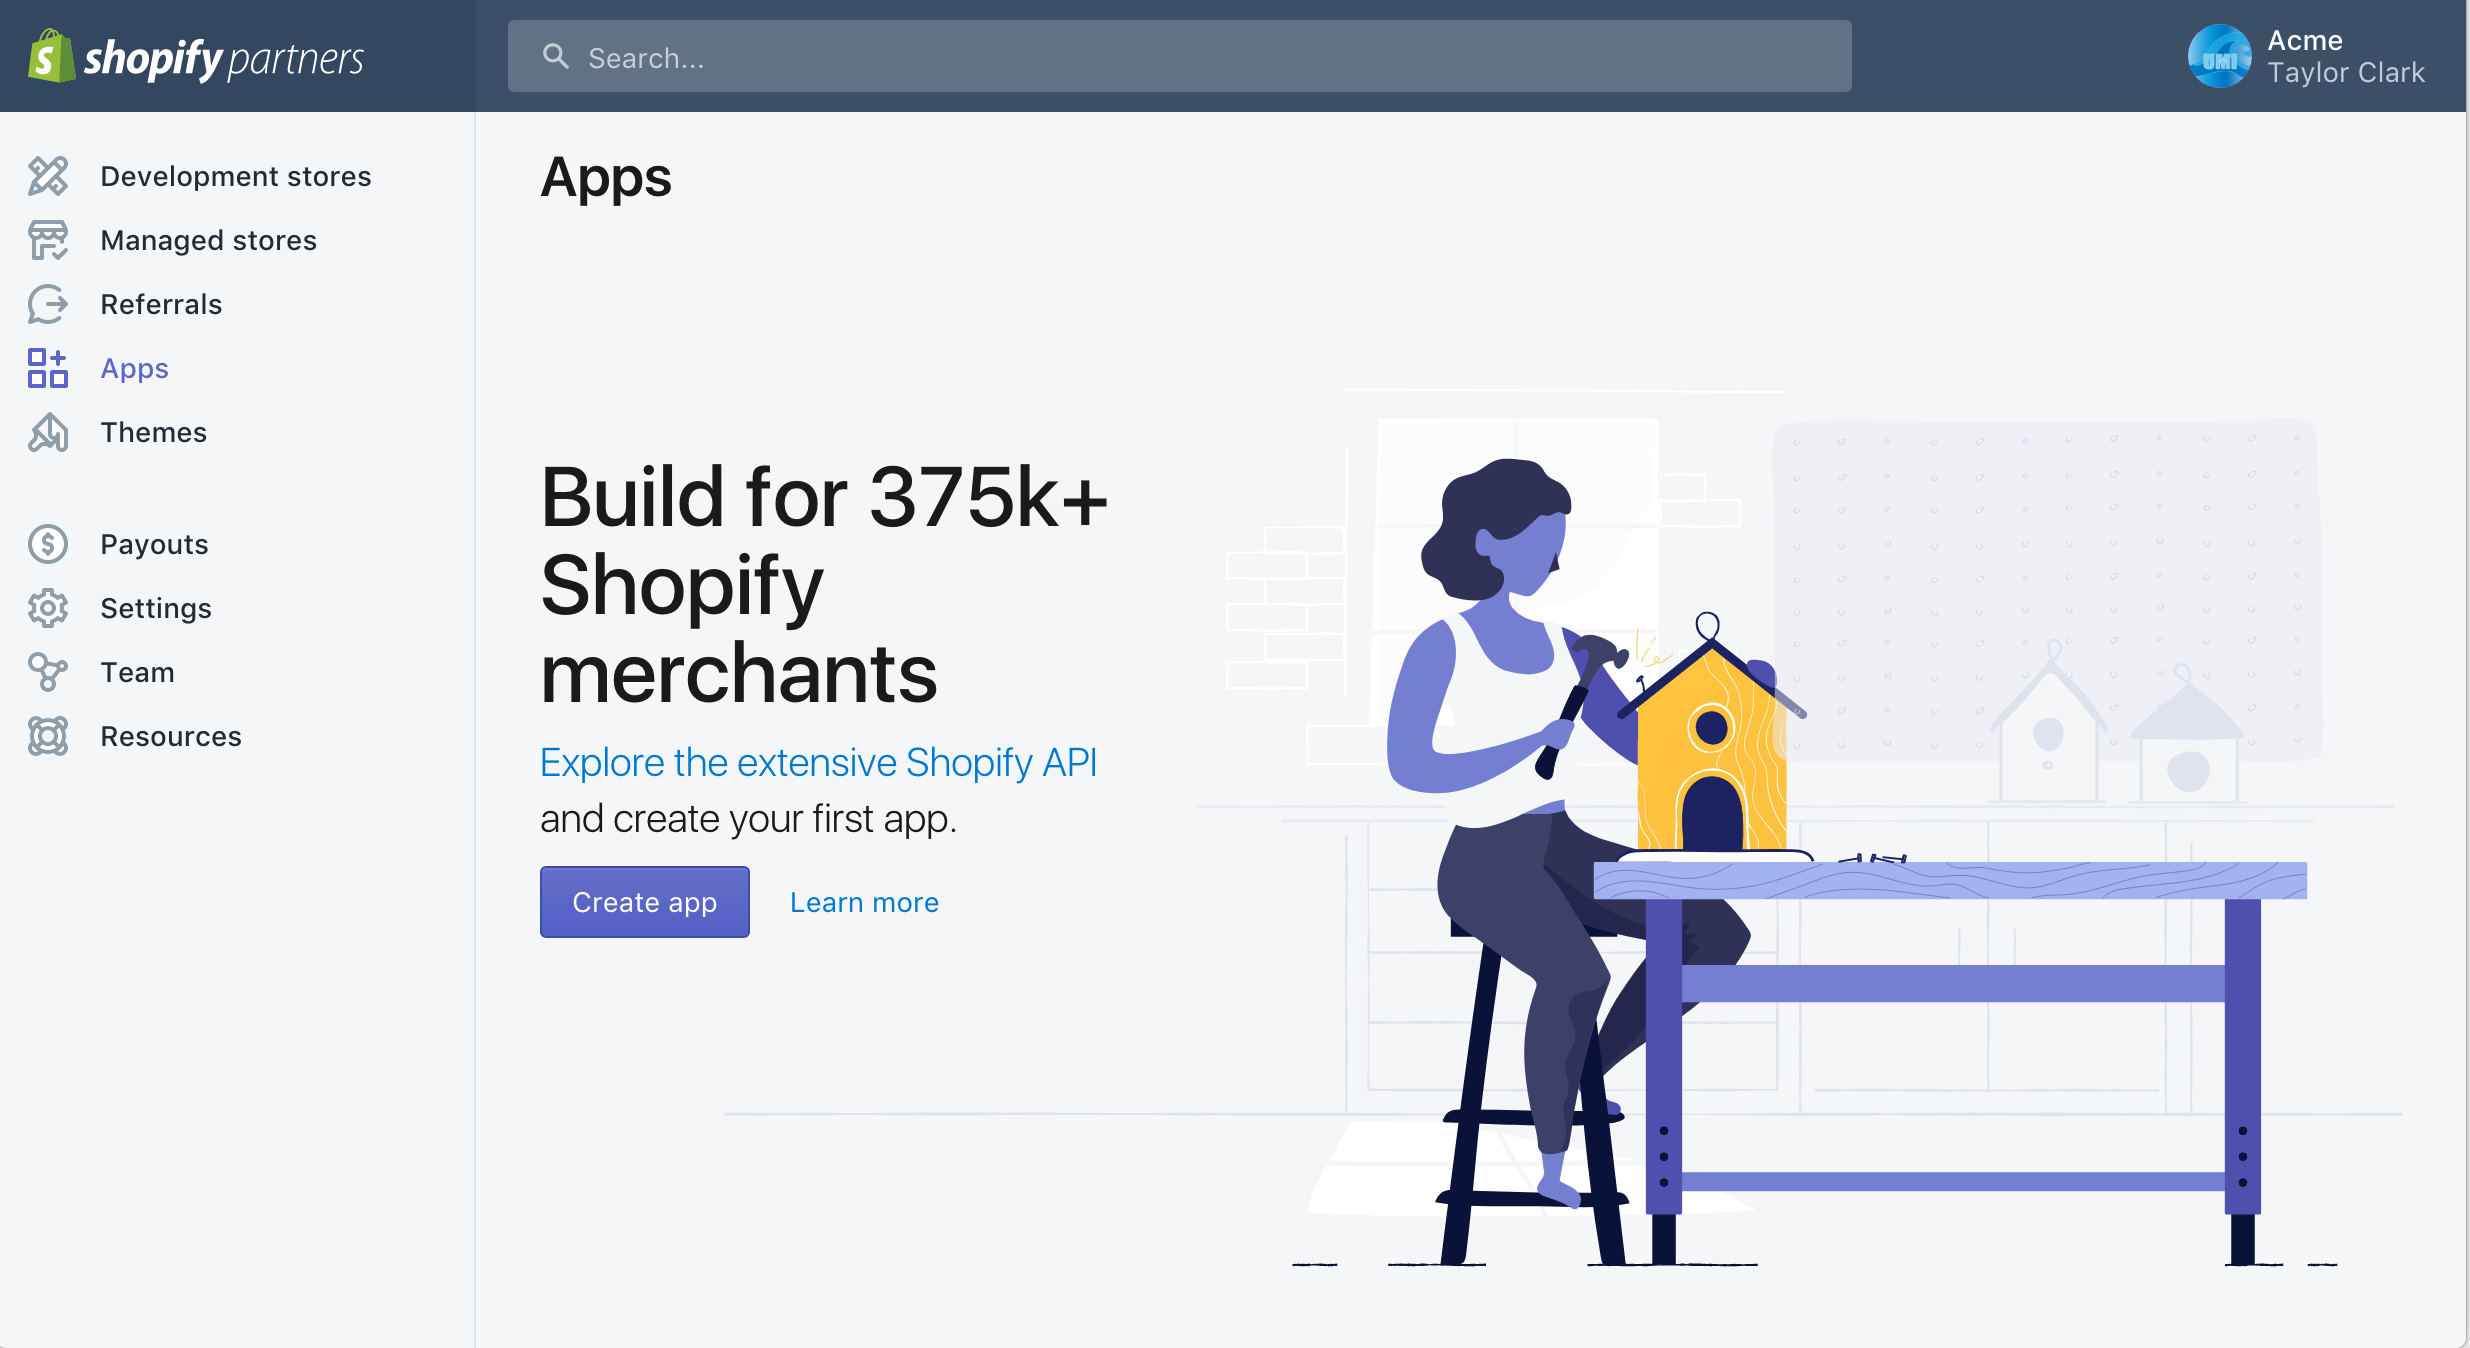 shopify partners
Search...
UMI
Acme
Taylor Clark
Development stores
Managed stores
Referrals
Apps
Themes
Payouts
Settings
Team
Resources
Apps
Build for 375k+
Shopify
merchants
Explore the extensive Shopify API
and create your first app.
Create app
Learn more